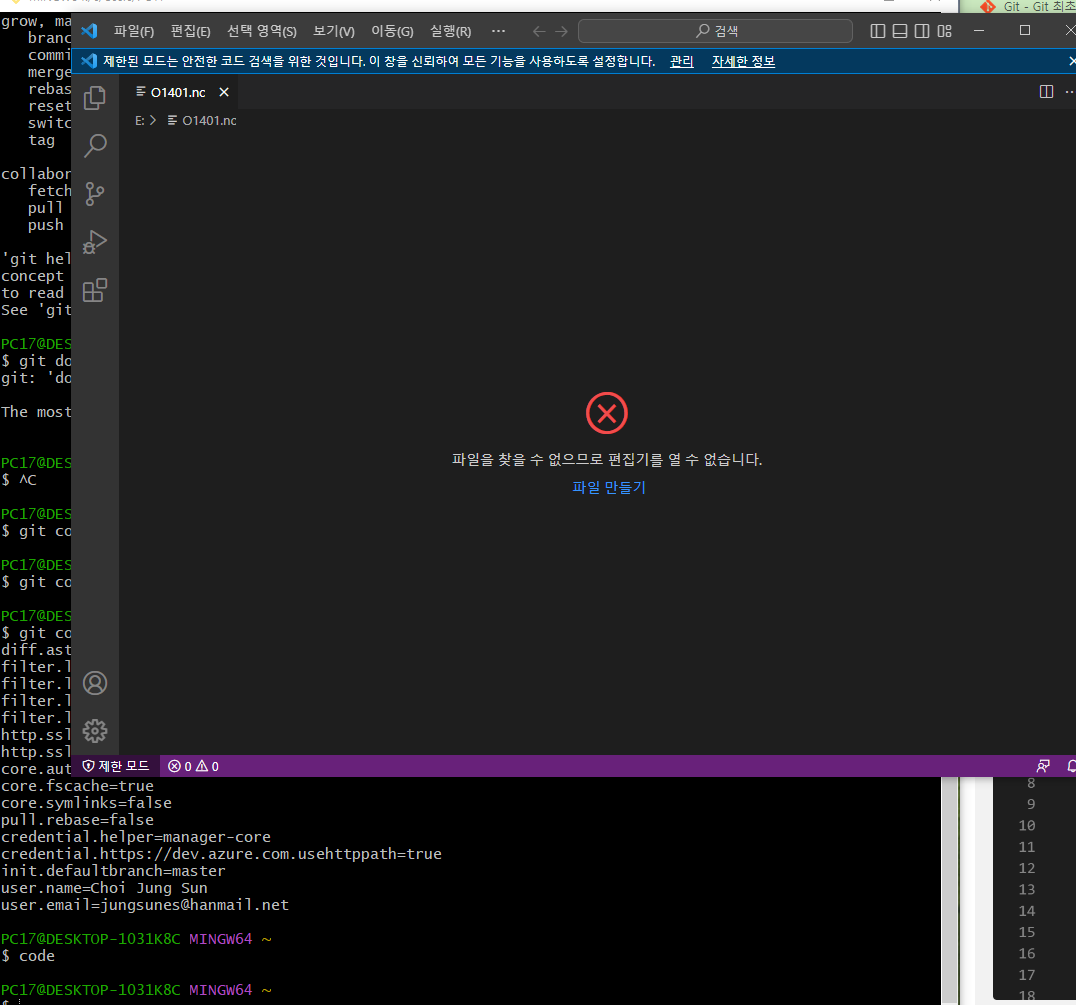 Git - Git 최초
파일(F) 편집(E) 선택 영역(S) 보기(V) 이동(G) 실행(R) ··· 검색
제한된 모드는 안전한 코드 검색을 위한 것입니다. 이 창을 신뢰하여 모든 기능을 사용하도록 설정합니다. 관리 자세한 정보
O1401.nc
E: > O1401.nc
파일을 찾을 수 없으므로 편집기를 열 수 없습니다.
파일 만들기
제한 모드 0 0
grow, ma
branc
commi
merge
rebas
reset
switc
tag
collabor
fetch
pull
push
'git hel
concept
to read
See 'git
PC17@DES
$ git do
git: 'do
The most
PC17@DES
$ ^C
PC17@DES
$ git co
PC17@DES
$ git co
PC17@DES
$ git co
diff.ast
filter.l
filter.l
filter.l
filter.l
http.ssl
http.ssl
core.aut
core.fscache=true
core.symlinks=false
pull.rebase=false
credential.helper=manager-core
credential.https://dev.azure.com.usehttppath=true
init.defaultbranch=master
user.name=Choi Jung Sun
user.email=jungsunes@hanmail.net
PC17@DESKTOP-1O31K8C MINGW64 ~
$ code
PC17@DESKTOP-1O31K8C MINGW64 ~
$
8
9
10
11
12
13
14
15
16
17
18